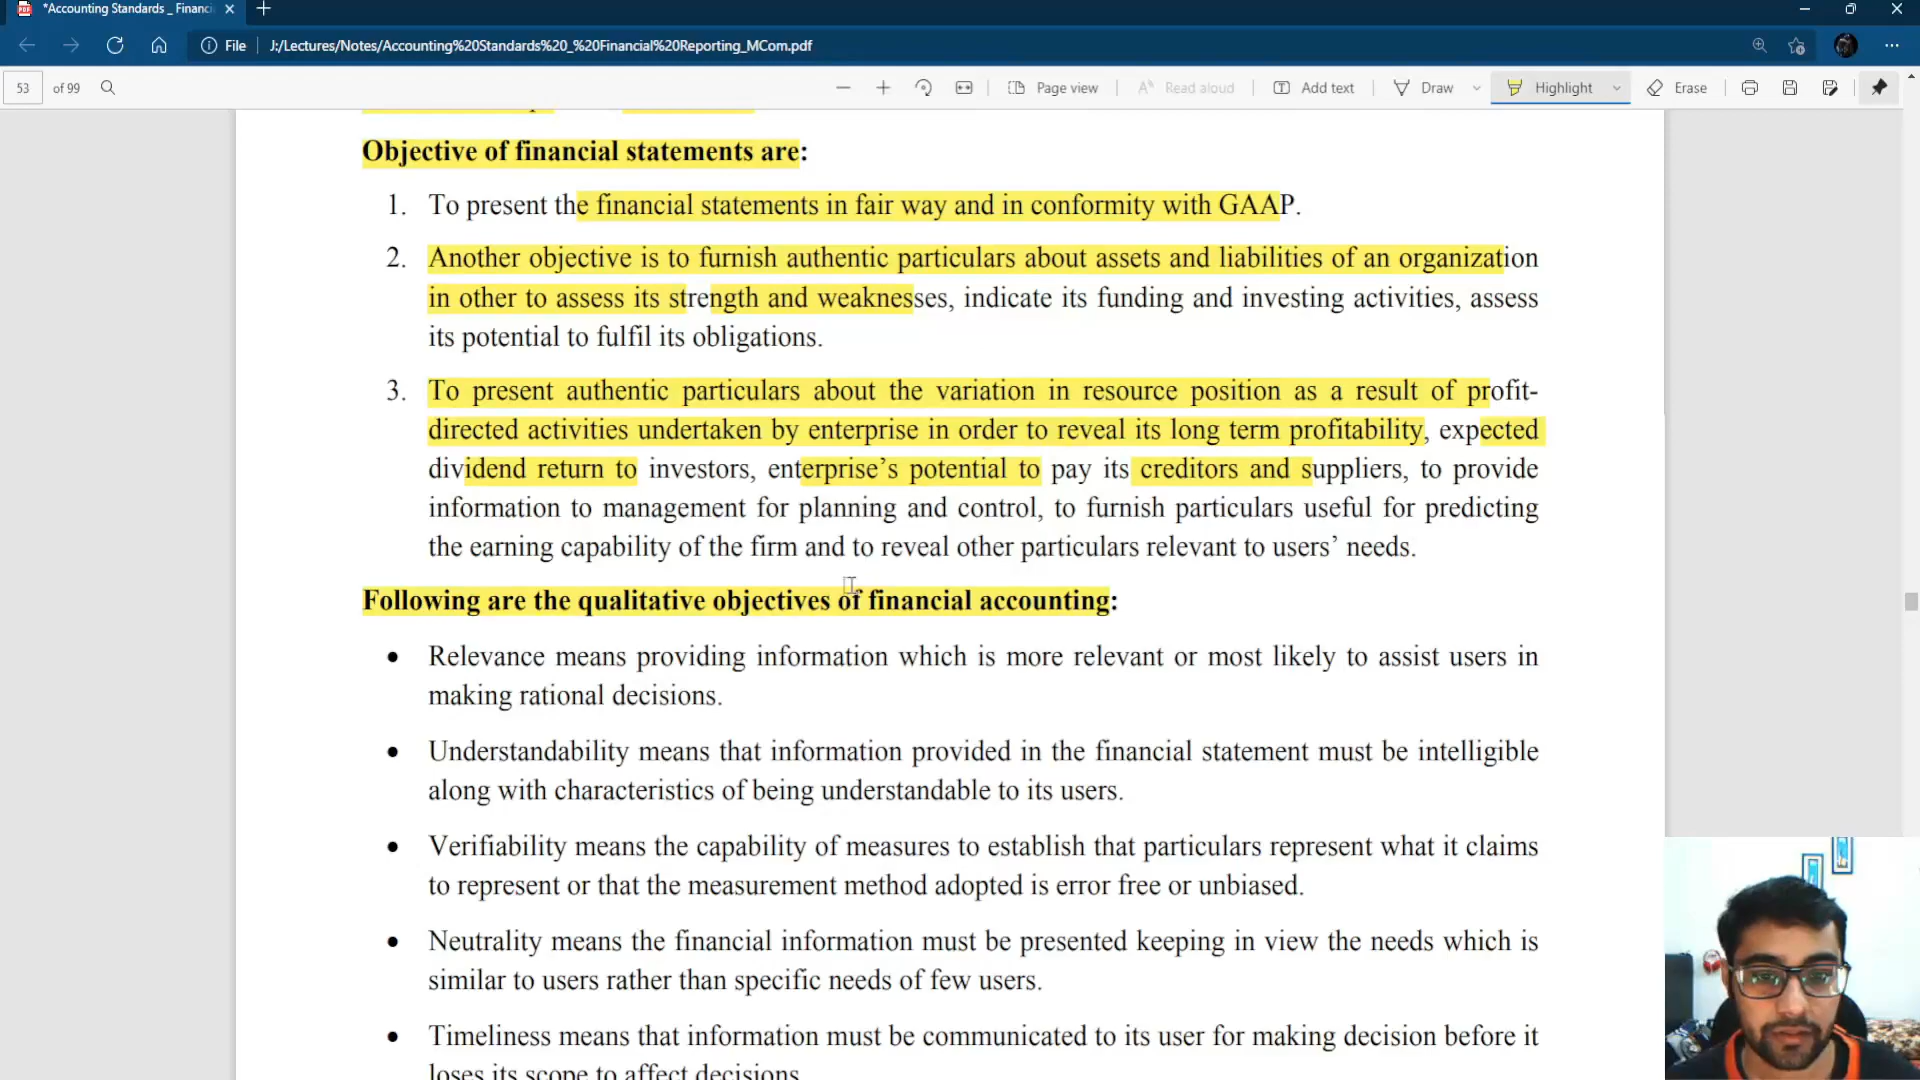 *Accounting Standards _ Financi
File
J:/Lectures/Notes/Accounting%20Standards%20_%20Financial%20Reporting_MCom.pdf
53 of 99
Page view
Read aloud
Add text
Draw
Highlight
Erase
Objective of financial statements are:
1. To present the financial statements in fair way and in conformity with GAAP.
2. Another objective is to furnish authentic particulars about assets and liabilities of an organization
in other to assess its strength and weaknesses, indicate its funding and investing activities, assess
its potential to fulfil its obligations.
3. To present authentic particulars about the variation in resource position as a result of profit-
directed activities undertaken by enterprise in order to reveal its long term profitability, expected
dividend return to investors, enterprise’s potential to pay its creditors and suppliers, to provide
information to management for planning and control, to furnish particulars useful for predicting
the earning capability of the firm and to reveal other particulars relevant to users’ needs.
Following are the qualitative objectives of financial accounting:
• Relevance means providing information which is more relevant or most likely to assist users in
making rational decisions.
• Understandability means that information provided in the financial statement must be intelligible
along with characteristics of being understandable to its users.
• Verifiability means the capability of measures to establish that particulars represent what it claims
to represent or that the measurement method adopted is error free or unbiased.
• Neutrality means the financial information must be presented keeping in view the needs which is
similar to users rather than specific needs of few users.
• Timeliness means that information must be communicated to its user for making decision before it
loses its scope to affect decisions.